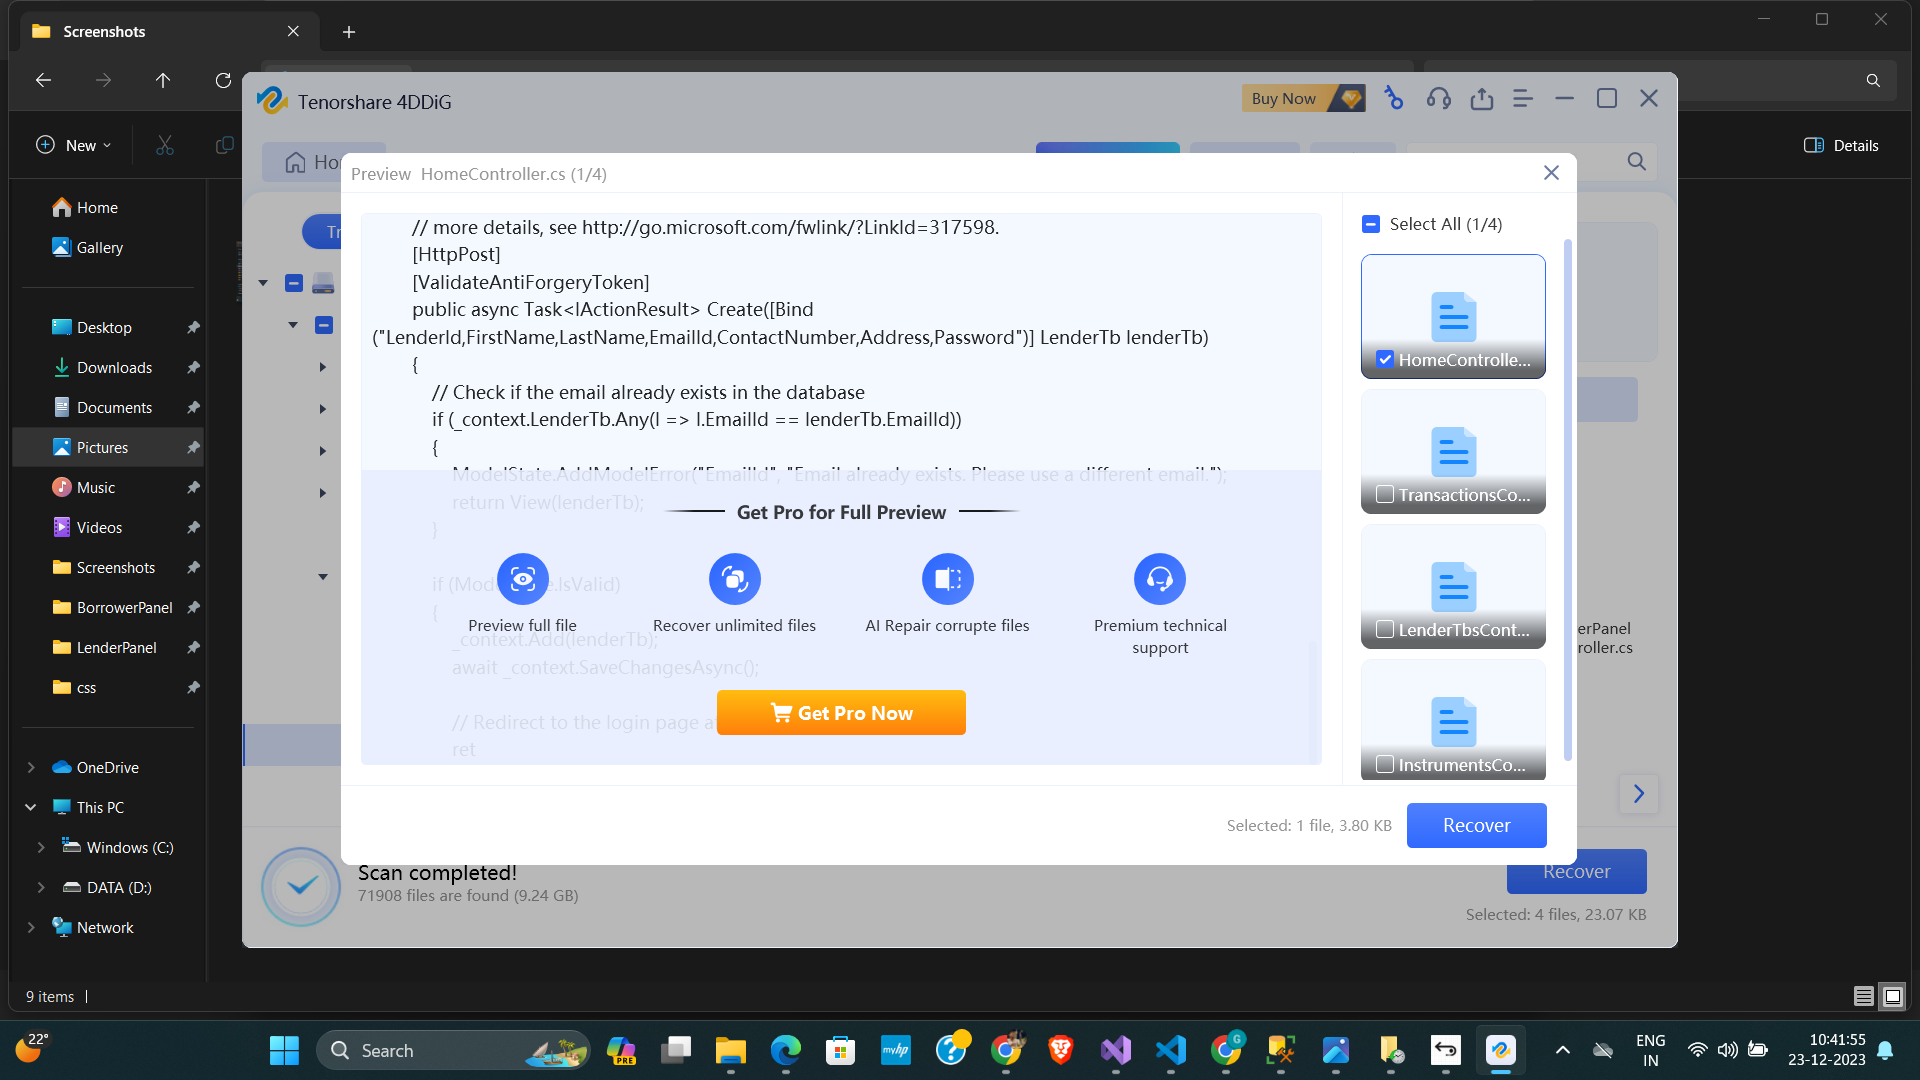 Screenshots
Tenorshare 4DDiG
Buy Now
New
Details
Preview HomeController.cs (1/4)
Home
Gallery
Desktop
Downloads
Documents
Pictures
Music
Videos
Screenshots
BorrowerPanel
LenderPanel
css
OneDrive
This PC
Windows (C:)
DATA (D:)
Network
9 items
// more details, see http://go.microsoft.com/fwlink/?LinkId=317598.
[HttpPost]
[ValidateAntiForgeryToken]
public async Task<IActionResult> Create([Bind
("LenderId,FirstName,LastName,EmailId,ContactNumber,Address,Password")] LenderTb lenderTb)
{
// Check if the email already exists in the database
if (_context.LenderTb.Any(l => l.EmailId == lenderTb.EmailId))
{
ModelState.AddModelError("EmailId", "Email already exists. Please use a different email.");
return View(lenderTb);
}
Get Pro for Full Preview
.IsValid)
{
Preview full file
Recover unlimited files
AI Repair corrupte files
Premium technical
support
_context.Add(lenderTb);
await _context.SaveChangesAsync();
// Redirect to the login page
ret
Get Pro Now
Select All (1/4)
HomeControlle...
TransactionsCo...
LenderTbsCont...
InstrumentsCo...
erPanel
roller.cs
Selected: 1 file, 3.80 KB
Recover
Scan completed!
71908 files are found (9.24 GB)
Recover
Selected: 4 files, 23.07 KB
22°
Search
PRE
myhp
G
ENG
IN
10:41:55
23-12-2023